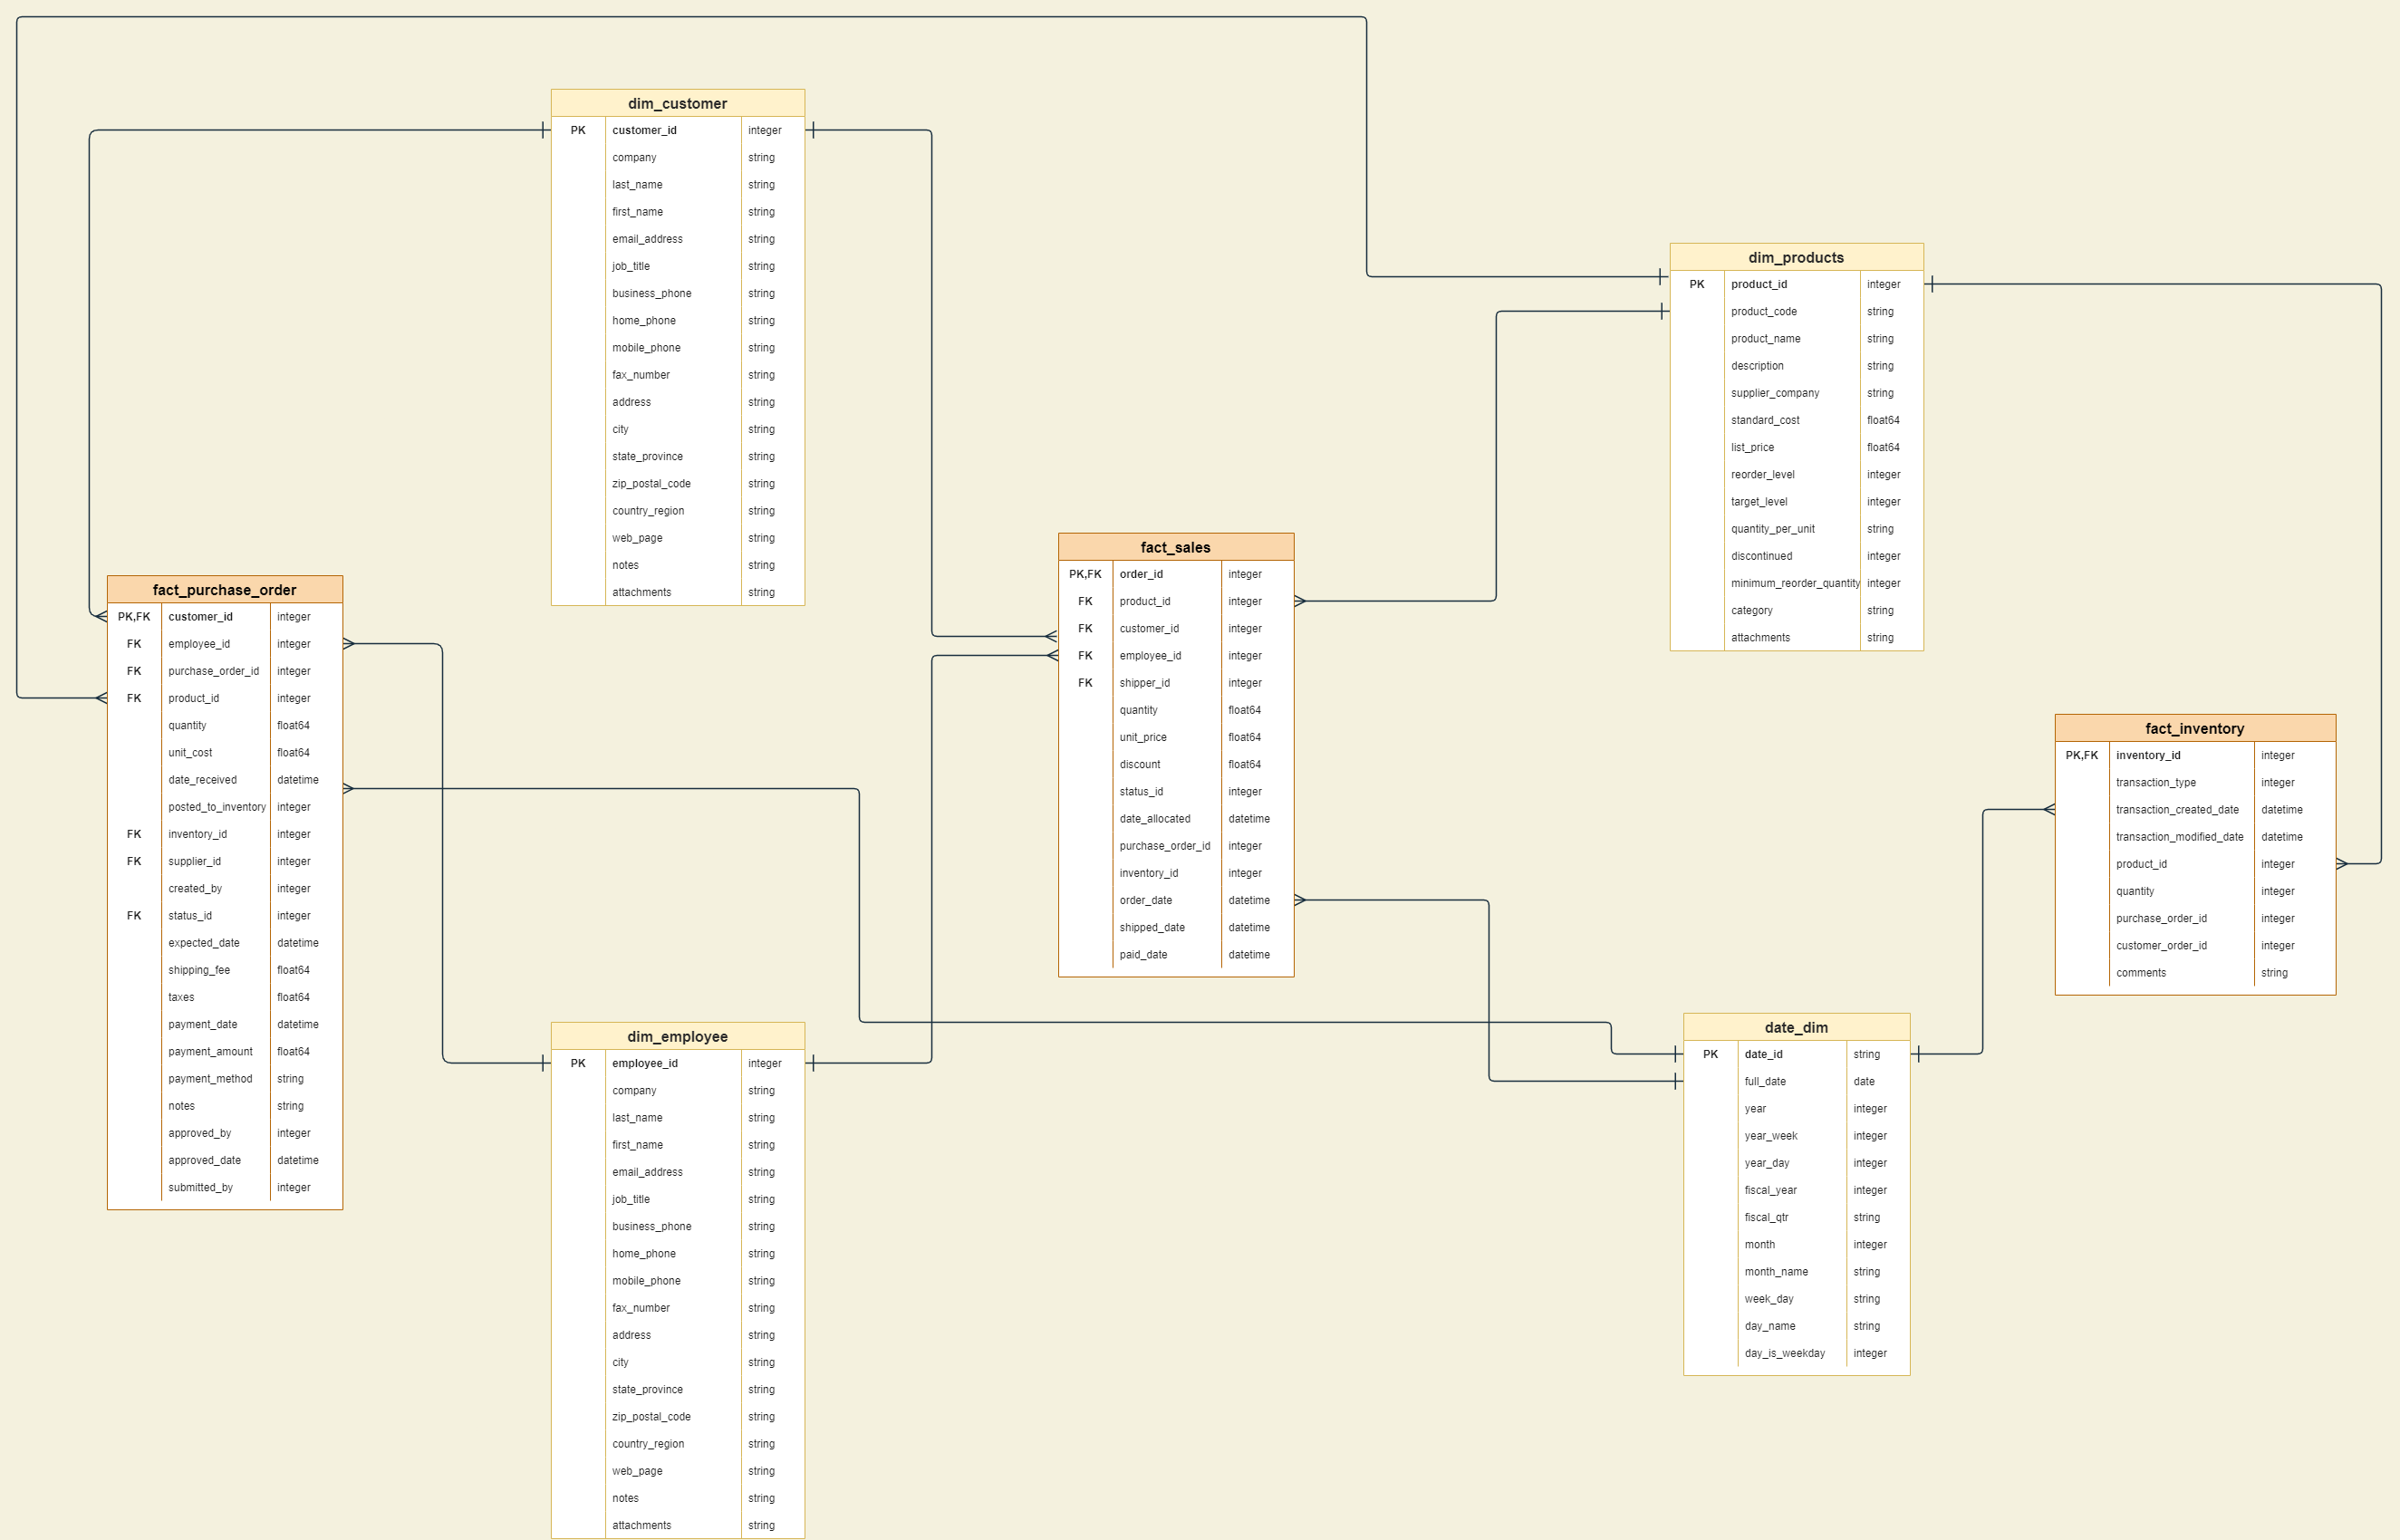 dim_customer
PK customer_id integer
company string
last_name string
first_name string
email_address string
job_title string
business_phone string
home_phone string
mobile_phone string
fax_number string
address string
city string
state_province string
zip_postal_code string
country_region string
web_page string
notes string
attachments string
dim_products
PK product_id integer
product_code string
product_name string
description string
supplier_company string
standard_cost float64
list_price float64
reorder_level integer
target_level integer
quantity_per_unit string
discontinued integer
minimum_reorder_quantity integer
category string
attachments string
fact_purchase_order
PK,FK customer_id integer
FK employee_id integer
FK purchase_order_id integer
FK product_id integer
quantity float64
unit_cost float64
date_received datetime
posted_to_inventory integer
FK inventory_id integer
FK supplier_id integer
created_by integer
FK status_id integer
expected_date datetime
shipping_fee float64
taxes float64
payment_date datetime
payment_amount float64
payment_method string
notes string
approved_by integer
approved_date datetime
submitted_by integer
fact_sales
PK,FK order_id integer
FK product_id integer
FK customer_id integer
FK employee_id integer
FK shipper_id integer
quantity float64
unit_price float64
discount float64
status_id integer
date_allocated datetime
purchase_order_id integer
inventory_id integer
order_date datetime
shipped_date datetime
paid_date datetime
fact_inventory
PK,FK inventory_id integer
transaction_type integer
transaction_created_date datetime
transaction_modified_date datetime
product_id integer
quantity integer
purchase_order_id integer
customer_order_id integer
comments string
dim_employee
PK employee_id integer
company string
last_name string
first_name string
email_address string
job_title string
business_phone string
home_phone string
mobile_phone string
fax_number string
address string
city string
state_province string
zip_postal_code string
country_region string
web_page string
notes string
attachments string
date_dim
PK date_id string
full_date date
year integer
year_week integer
year_day integer
fiscal_year integer
fiscal_qtr string
month integer
month_name string
week_day string
day_name string
day_is_weekday integer